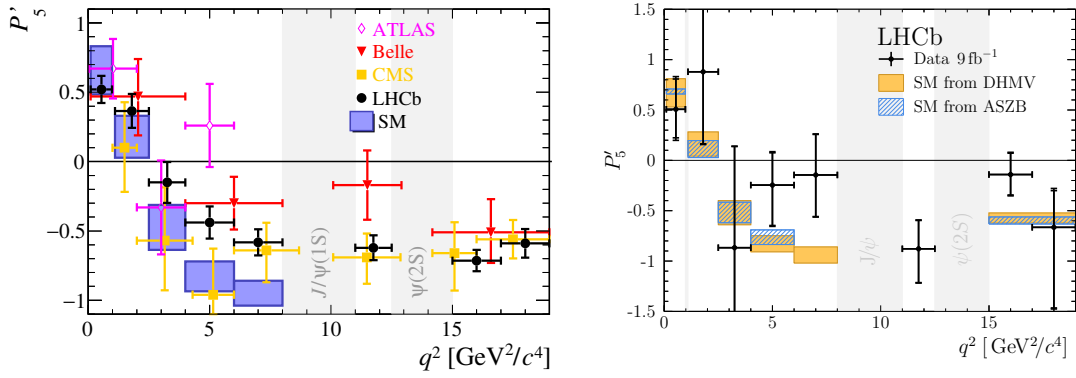 P'5
1
0.5
0
−0.5
−1
0
5
10
15
q² [GeV²/c⁴]
ATLAS
Belle
CMS
LHCb
SM
J/ψ(1S)
ψ(2S)
P′5
1.5
1
0.5
0
-0.5
-1.0
-1.5
0
5
10
15
q² [GeV²/c⁴]
LHCb
Data 9 fb⁻¹
SM from DHMV
SM from ASZB
J/ψ
ψ(2S)